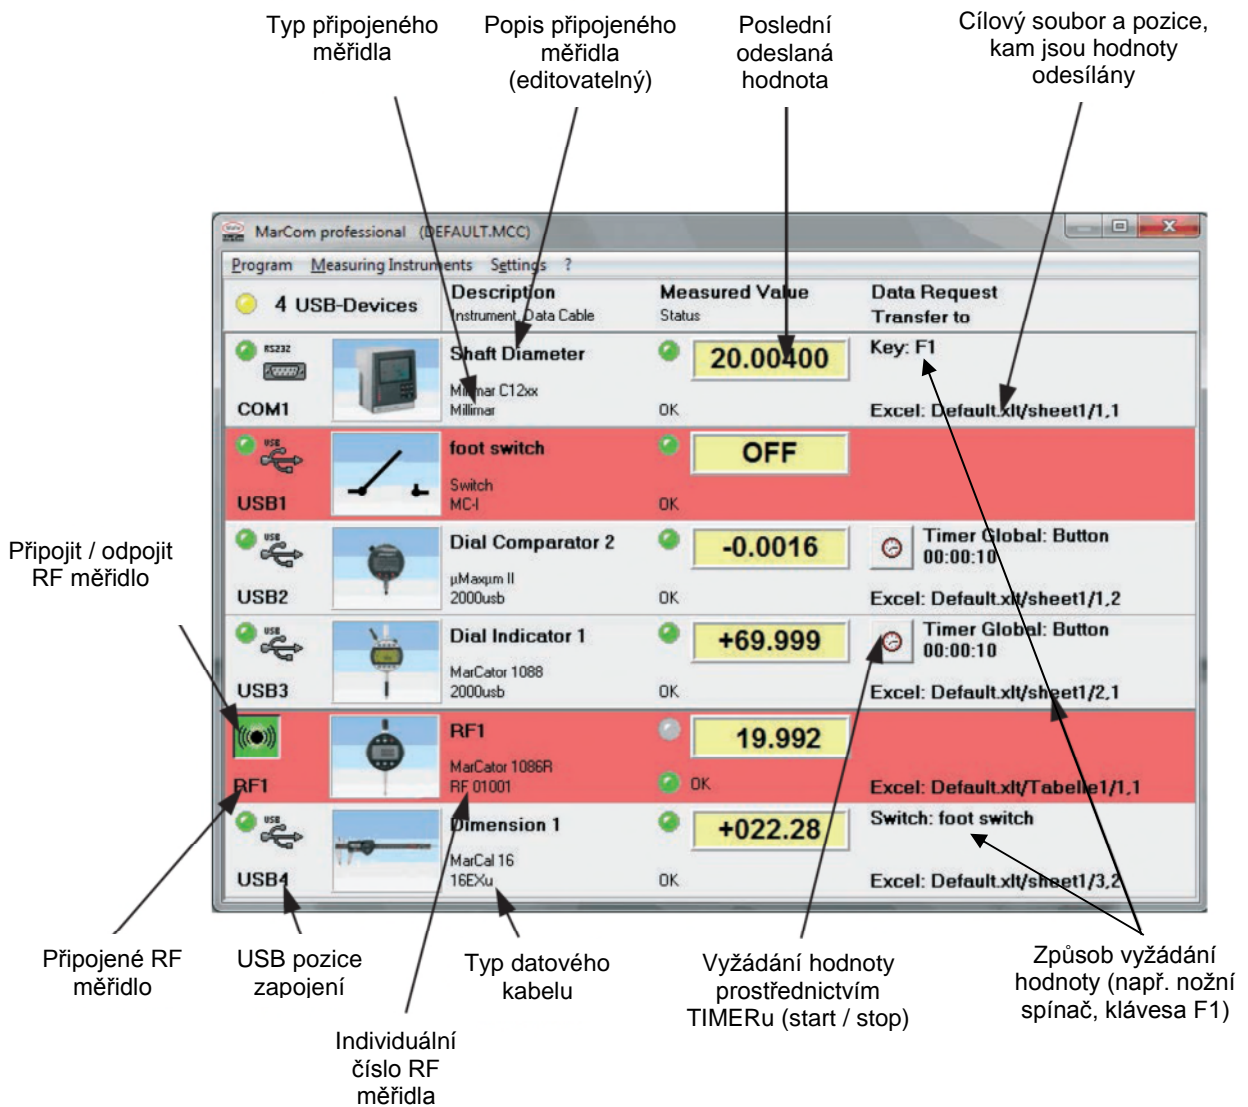 Typ připojeného
měřidla
Popis připojeného
měřidla
(editovatelný)
Poslední
odeslaná
hodnota
Cílový soubor a pozice,
kam jsou hodnoty
odesílány
MarCom professional (DEFAULT.MCC)
Program Measuring Instruments Settings ?
4 USB-Devices
Description
Instrument, Data Cable
Measured Value
Status
Data Request
Transfer to
RS232
COM1
Shaft Diameter
Millimar C12xx
Millimar
20.00400
OK
Key: F1
Excel: Default.xlt/sheet1/1,1
USB
USB1
foot switch
Switch
MC-I
OFF
OK
USB
USB2
Dial Comparator 2
µMaxµm II
2000usb
-0.0016
OK
Timer Global: Button
00:00:10
Excel: Default.xlt/sheet1/1,2
USB
USB3
Dial Indicator 1
MarCator 1088
2000usb
+69.999
OK
Timer Global: Button
00:00:10
Excel: Default.xlt/sheet1/2,1
RF1
RF1
MarCator 1086R
RF 01001
19.992
OK
Excel: Default.xlt/Tabelle1/1,1
USB
USB4
Dimension 1
MarCal 16
16EXu
+022.28
OK
Switch: foot switch
Excel: Default.xlt/sheet1/3,2
Připojit / odpojit
RF měřidlo
Připojené RF
měřidlo
USB pozice
zapojení
Individuální
číslo RF
měřidla
Typ datového
kabelu
Vyžádání hodnoty
prostřednictvím
TIMERu (start / stop)
Způsob vyžádání
hodnoty (např. nožní
spínač, klávesa F1)